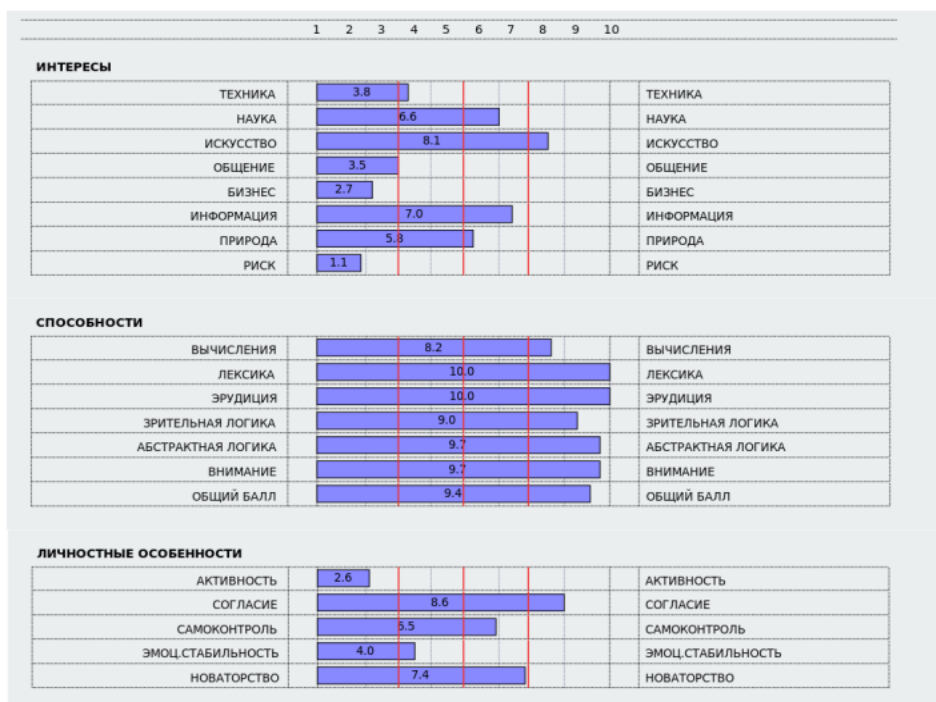 1 2 3 4 5 6 7 8 9 10
ИНТЕРЕСЫ
ТЕХНИКА 3.8 ТЕХНИКА
НАУКА 6.6 НАУКА
ИСКУССТВО 8.1 ИСКУССТВО
ОБЩЕНИЕ 3.5 ОБЩЕНИЕ
БИЗНЕС 2.7 БИЗНЕС
ИНФОРМАЦИЯ 7.0 ИНФОРМАЦИЯ
ПРИРОДА 5.8 ПРИРОДА
РИСК 1.1 РИСК
СПОСОБНОСТИ
ВЫЧИСЛЕНИЯ 8.2 ВЫЧИСЛЕНИЯ
ЛЕКСИКА 10.0 ЛЕКСИКА
ЭРУДИЦИЯ 10.0 ЭРУДИЦИЯ
ЗРИТЕЛЬНАЯ ЛОГИКА 9.0 ЗРИТЕЛЬНАЯ ЛОГИКА
АБСТРАКТНАЯ ЛОГИКА 9.7 АБСТРАКТНАЯ ЛОГИКА
ВНИМАНИЕ 9.7 ВНИМАНИЕ
ОБЩИЙ БАЛЛ 9.4 ОБЩИЙ БАЛЛ
ЛИЧНОСТНЫЕ ОСОБЕННОСТИ
АКТИВНОСТЬ 2.6 АКТИВНОСТЬ
СОГЛАСИЕ 8.6 СОГЛАСИЕ
САМОКОНТРОЛЬ 6.5 САМОКОНТРОЛЬ
ЭМОЦ.СТАБИЛЬНОСТЬ 4.0 ЭМОЦ.СТАБИЛЬНОСТЬ
НОВАТОРСТВО 7.4 НОВАТОРСТВО